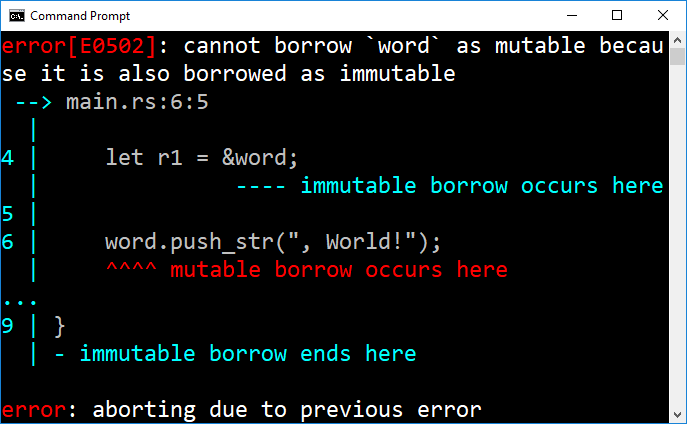 Command Prompt
error[E0502]: cannot borrow `word` as mutable becau
se it is also borrowed as immutable
 --> main.rs:6:5
  |
4 |     let r1 = &word;
  |               ---- immutable borrow occurs here
5 |
6 |     word.push_str(", World!");
  |     ^^^^ mutable borrow occurs here
...
9 | }
  | - immutable borrow ends here
error: aborting due to previous error